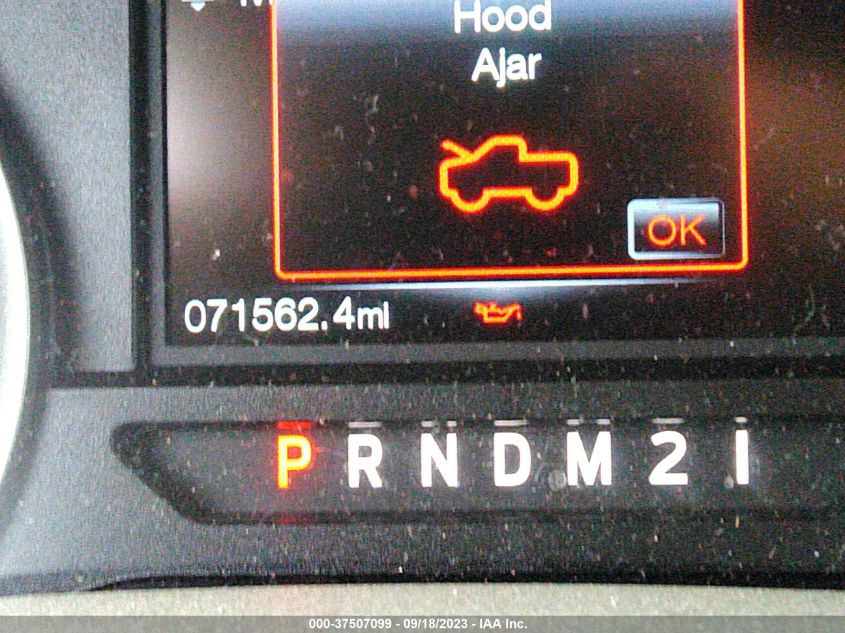 Hood
Ajar
OK
071562.4mi
P R N D M 2 1
000-37507099 - 09/18/2023 - IAA Inc.